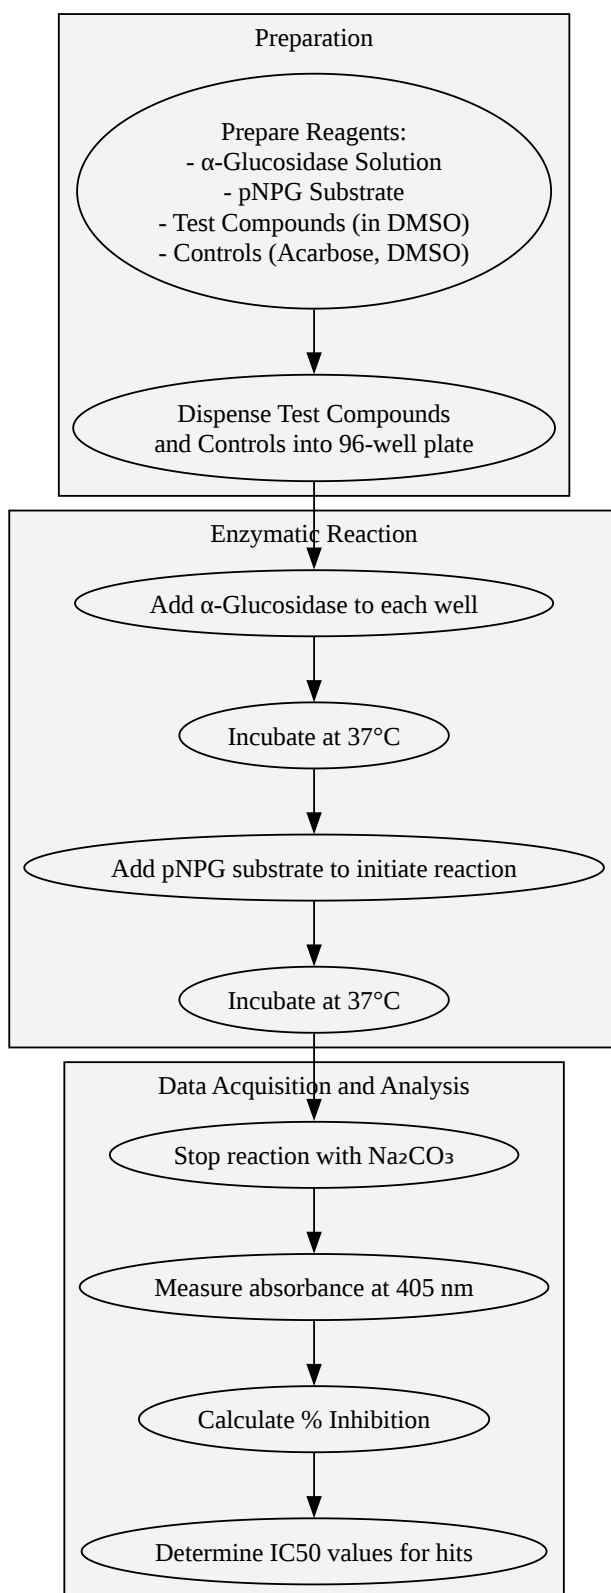 Preparation
Prepare Reagents:
- α-Glucosidase Solution
- pNPG Substrate
- Test Compounds (in DMSO)
- Controls (Acarbose, DMSO)
Dispense Test Compounds
and Controls into 96-well plate
Enzymatic Reaction
Add α-Glucosidase to each well
Incubate at 37°C
Add pNPG substrate to initiate reaction
Incubate at 37°C
Data Acquisition and Analysis
Stop reaction with Na₂CO₃
Measure absorbance at 405 nm
Calculate % Inhibition
Determine IC50 values for hits